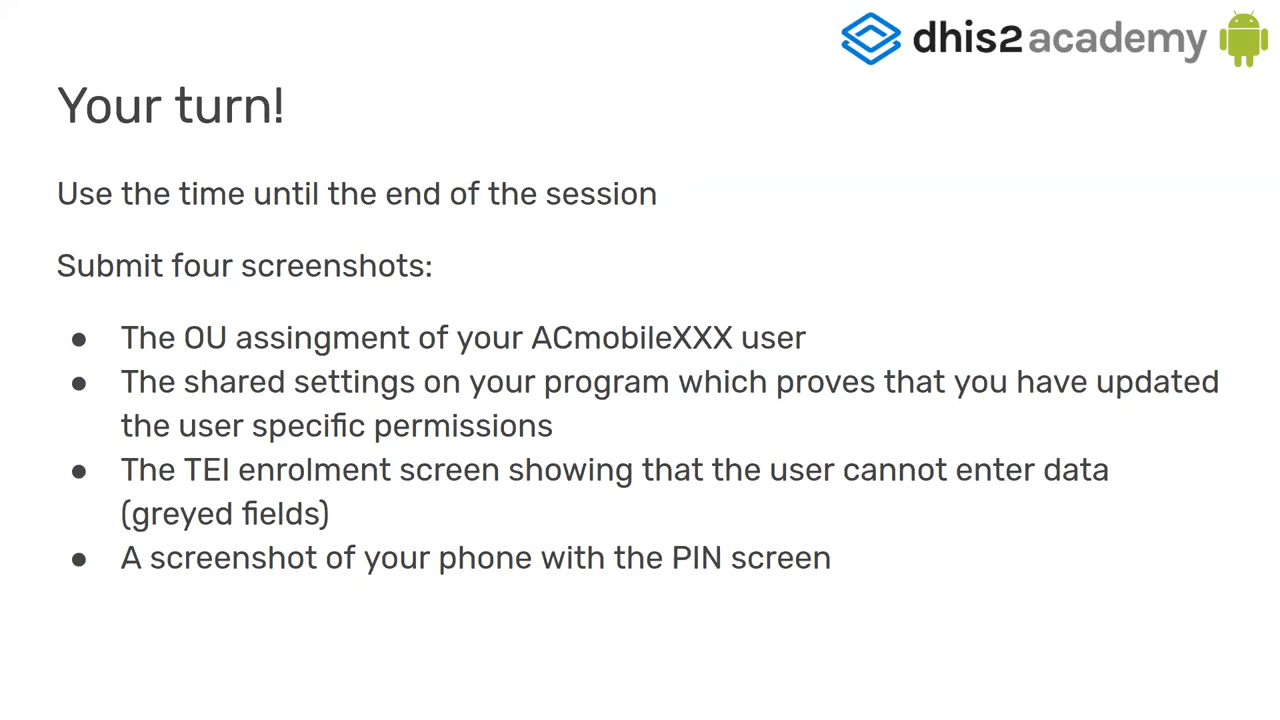 dhis2 academy
Your turn!
Use the time until the end of the session
Submit four screenshots:
● The OU assingment of your ACmobileXXX user
● The shared settings on your program which proves that you have updated
the user specific permissions
● The TEI enrolment screen showing that the user cannot enter data
(greyed fields)
● A screenshot of your phone with the PIN screen